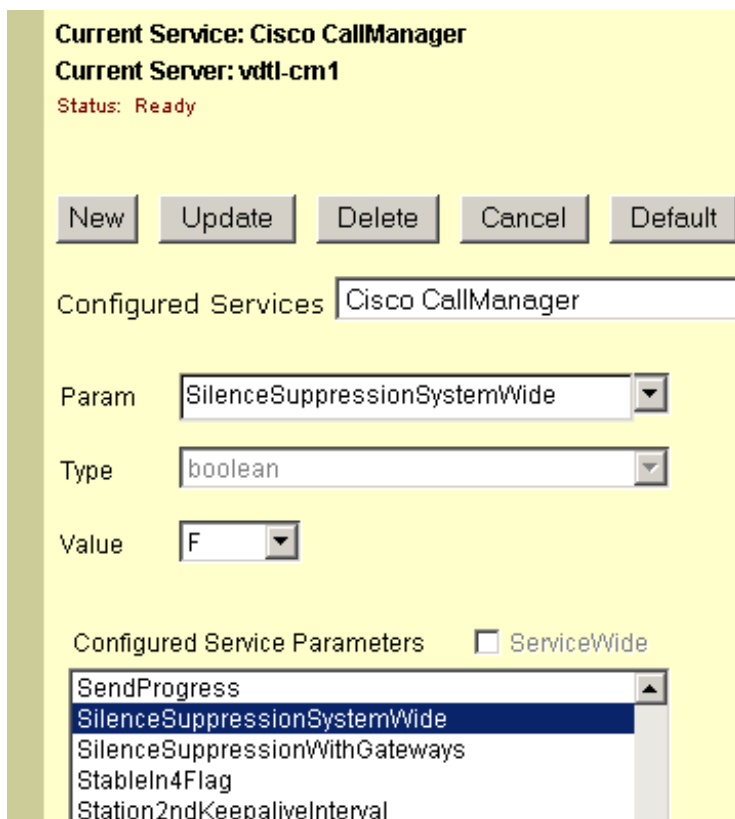 Current Service: Cisco CallManager
Current Server: vdtl-cm1
Status: Ready
New Update Delete Cancel Default
Configured Services Cisco CallManager
Param SilenceSuppressionSystemWide
Type boolean
Value F
Configured Service Parameters ServiceWide
SendProgress
SilenceSuppressionSystemWide
SilenceSuppressionWithGateways
StableIn4Flag
Station2ndKeepaliveInterval